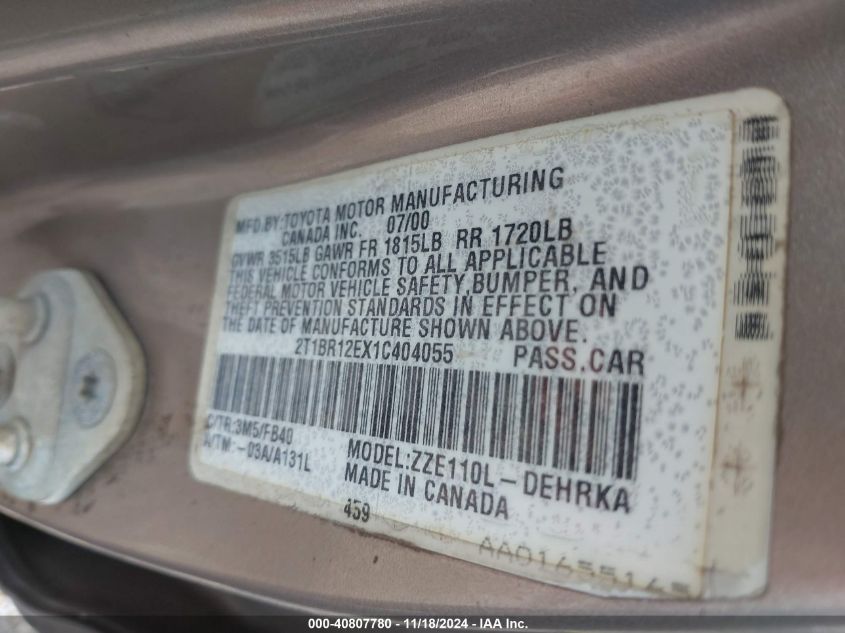 MFD.BY:TOYOTA MOTOR MANUFACTURING
CANADA INC. 07/00
GVWR 3515LB GAWR FR 1815LB RR 1720LB
THIS VEHICLE CONFORMS TO ALL APPLICABLE
FEDERAL MOTOR VEHICLE SAFETY,BUMPER, AND
THEFT PREVENTION STANDARDS IN EFFECT ON
THE DATE OF MANUFACTURE SHOWN ABOVE.
2T1BR12EX1C404055 PASS.CAR
C/TR:3M5/FB40
A/TM:-03A/A131L
MODEL:ZZE110L-DEHRKA
MADE IN CANADA
459
AA01655145
000-40807780 - 11/18/2024 - IAA Inc.